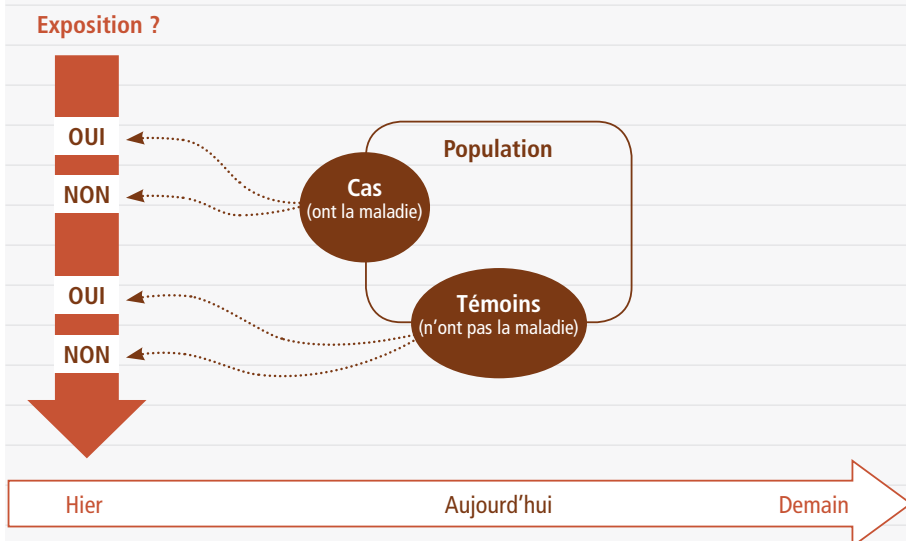 Exposition ?
OUI
NON
OUI
NON
Population
Cas
(ont la maladie)
Témoins
(n'ont pas la maladie)
Hier
Aujourd'hui
Demain